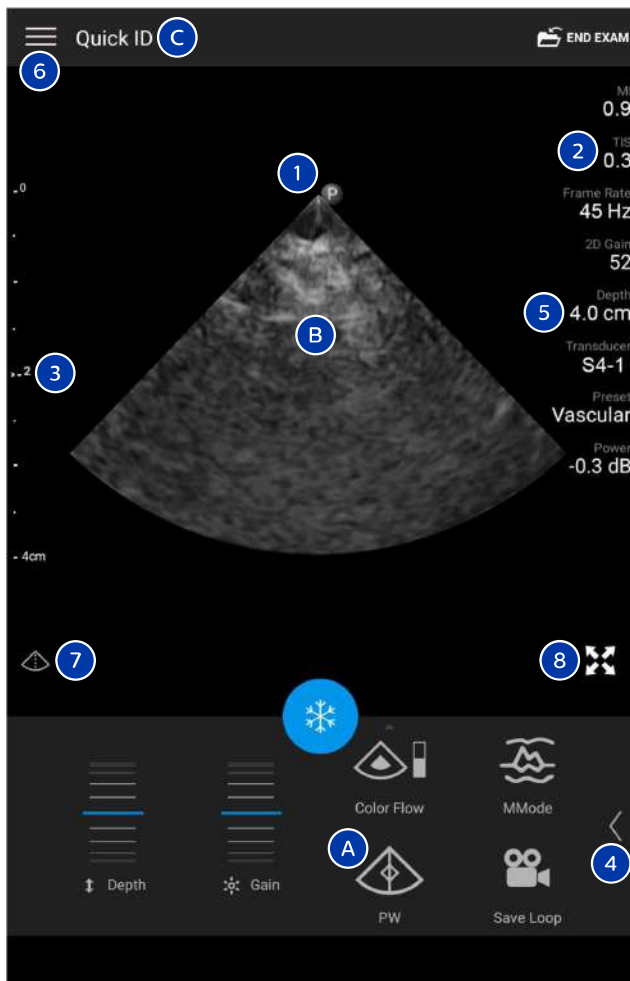 Quick ID C
END EXAM
6
MI
0.9
2
TIS
0.3
1
P
0
Frame Rate
45 Hz
2D Gain
52
Depth
5
4.0 cm
B
Transducer
S4-1
2
3
Preset
Vascular
Power
-0.3 dB
4cm
7
8
Color Flow
MMode
4
A
Depth
Gain
PW
Save Loop